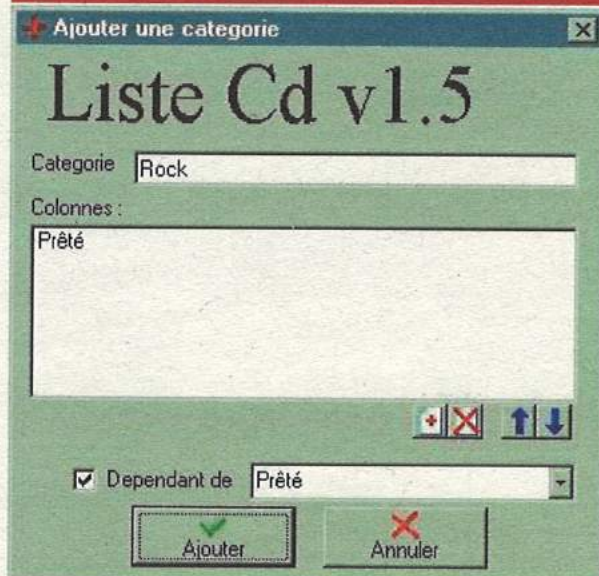 Ajouter une categorie
Liste Cd v1.5
Categorie Rock
Colonnes :
Prêté
Dependant de Prêté
Ajouter Annuler